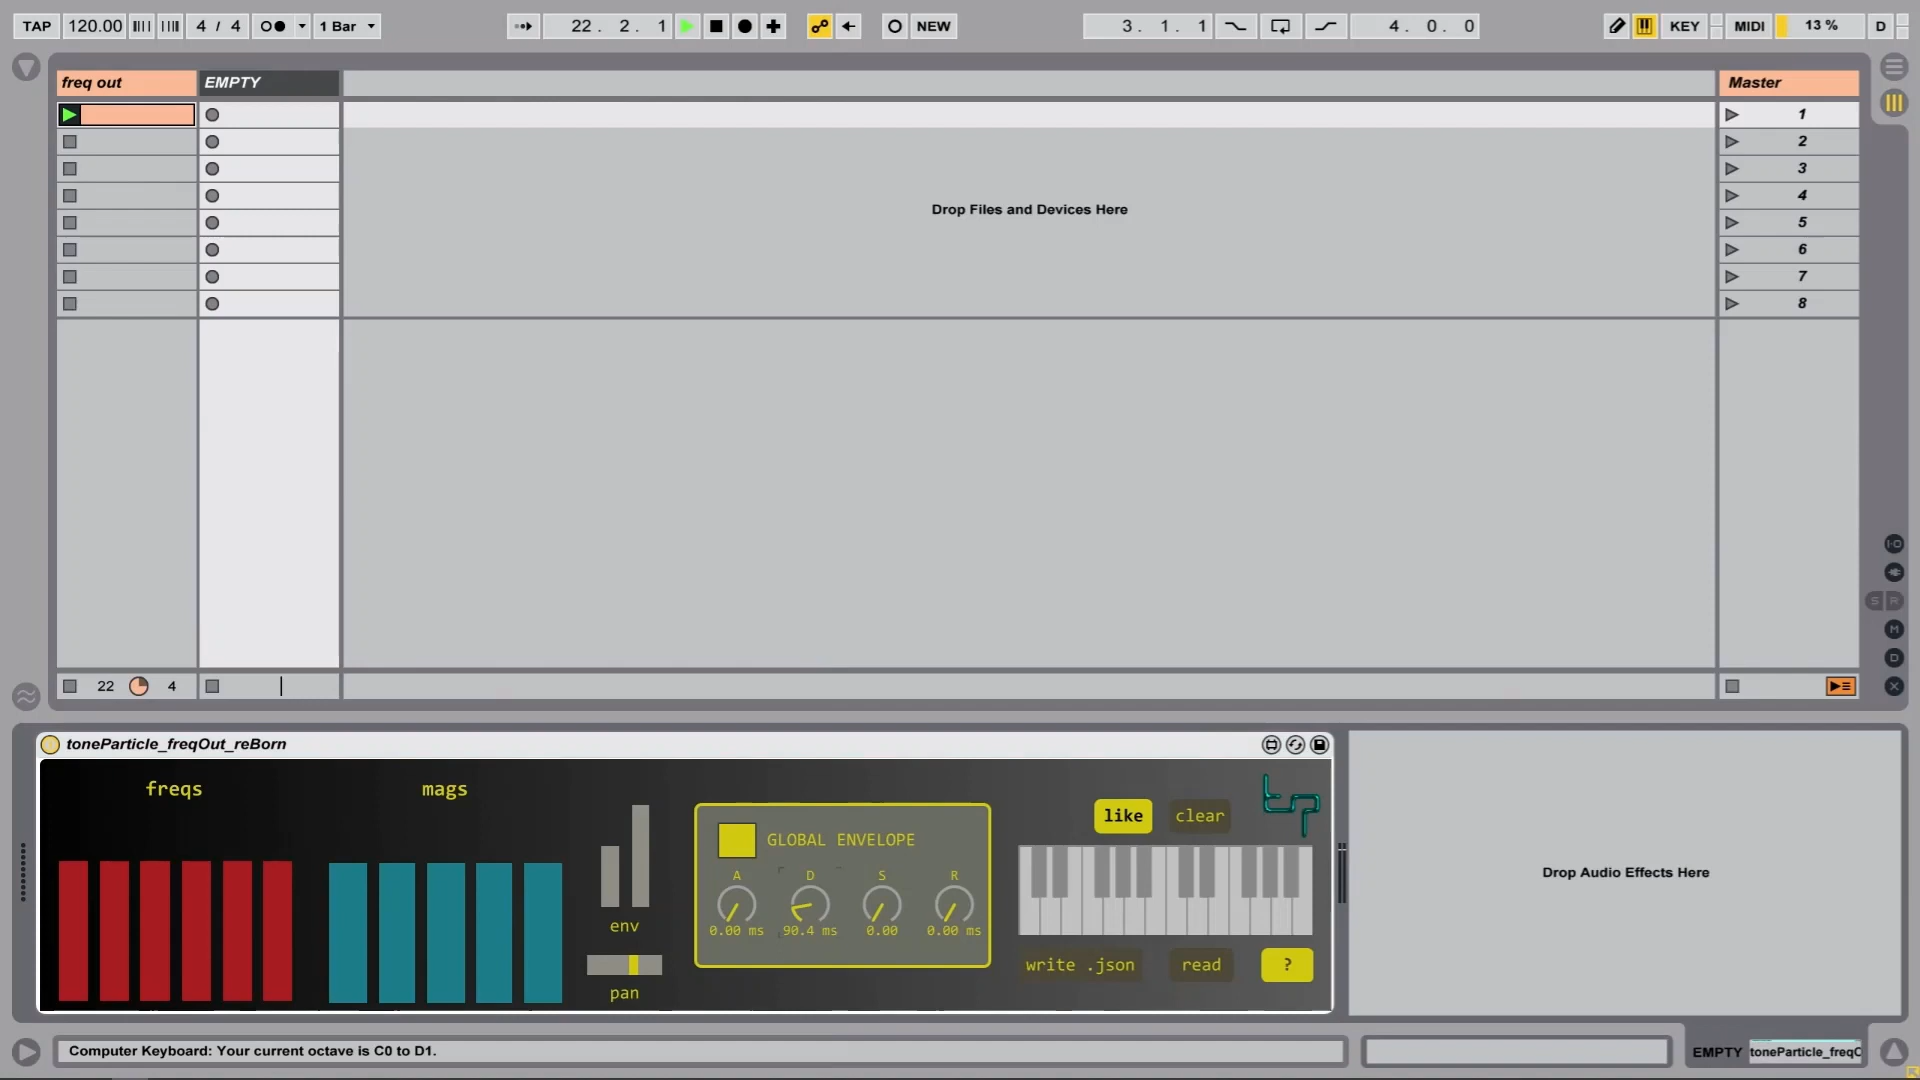 TAP 120.00 4 / 4 1 Bar 22. 2. 1 NEW 3. 1. 1 4. 0. 0 KEY MIDI 13 % D
freq out EMPTY Master
1
2
3
Drop Files and Devices Here
4
5
6
7
8
I-O
S R
M
D
22 4 X
toneParticle_freqOut_reBorn
freqs mags
tp
like clear
GLOBAL ENVELOPE
A D S R
Drop Audio Effects Here
env 0.00 ms 90.4 ms 0.00 0.00 ms
write .json read ?
pan
Computer Keyboard: Your current octave is C0 to D1. EMPTY toneParticle_freqO